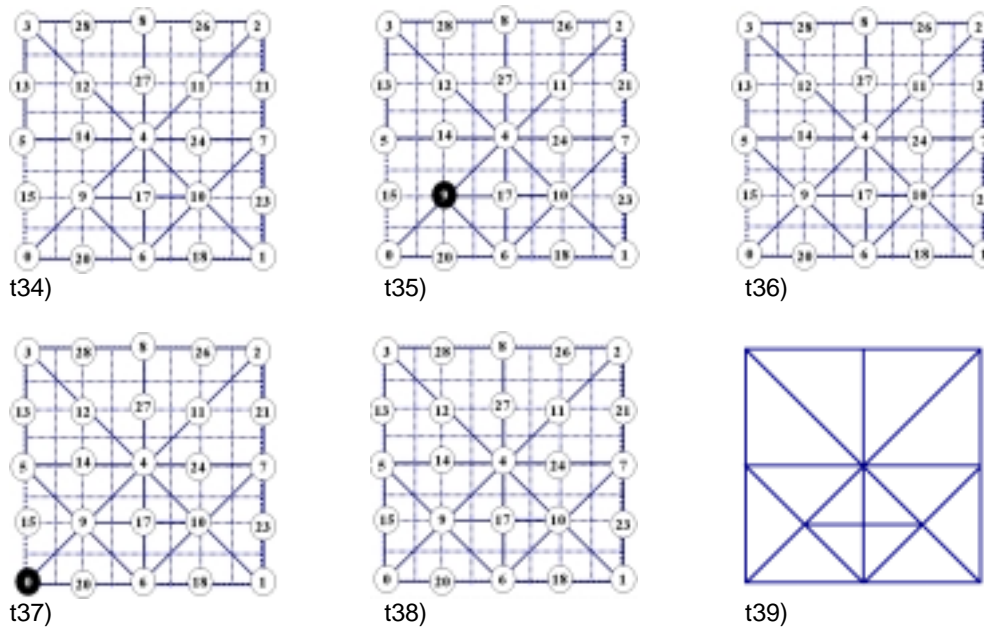 3 28 8 26 2
13 12 27 11 21
5 14 4 24 7
15 9 17 10 23
0 20 6 18 1
t34)
3 28 8 26 2
13 12 27 11 21
5 14 4 24 7
15 9 17 10 23
0 20 6 18 1
t35)
3 28 8 26 2
13 12 27 11
5 14 4 24 7
15 9 17 10
0 20 6 18 1
t36)
3 28 8 26 2
13 12 27 11 21
5 14 4 24 7
15 9 17 10 23
20 6 18 1
t37)
3 28 8 26 2
13 12 27 11 21
5 14 4 24 7
15 9 17 10 23
0 20 6 18 1
t38)
t39)